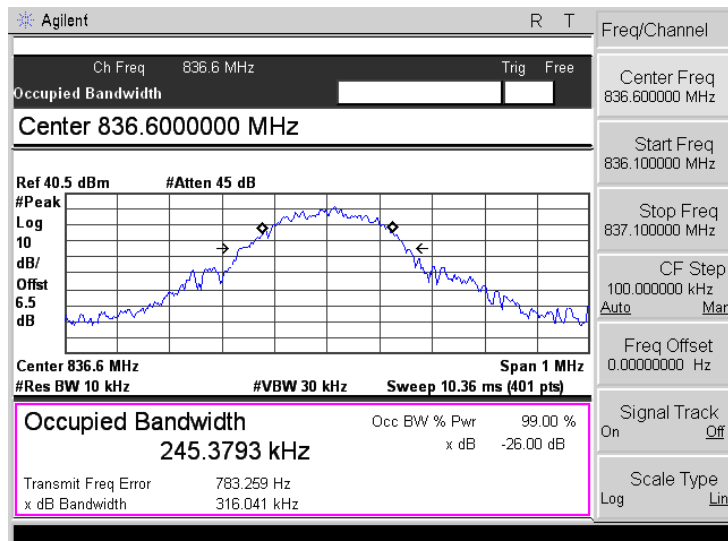 Agilent R T
Ch Freq 836.6 MHz Trig Free
Occupied Bandwidth
Center 836.6000000 MHz
Ref 40.5 dBm #Atten 45 dB
#Peak
Log
10
dB/
Offst
6.5
dB
Center 836.6 MHz Span 1 MHz
#Res BW 10 kHz #VBW 30 kHz Sweep 10.36 ms (401 pts)
Occupied Bandwidth Occ BW % Pwr 99.00 %
245.3793 kHz x dB -26.00 dB
Transmit Freq Error 783.259 Hz
x dB Bandwidth 316.041 kHz
Freq/Channel
Center Freq
836.600000 MHz
Start Freq
836.100000 MHz
Stop Freq
837.100000 MHz
CF Step
100.000000 kHz
Auto Man
Freq Offset
0.00000000 Hz
Signal Track
On Off
Scale Type
Log Lin